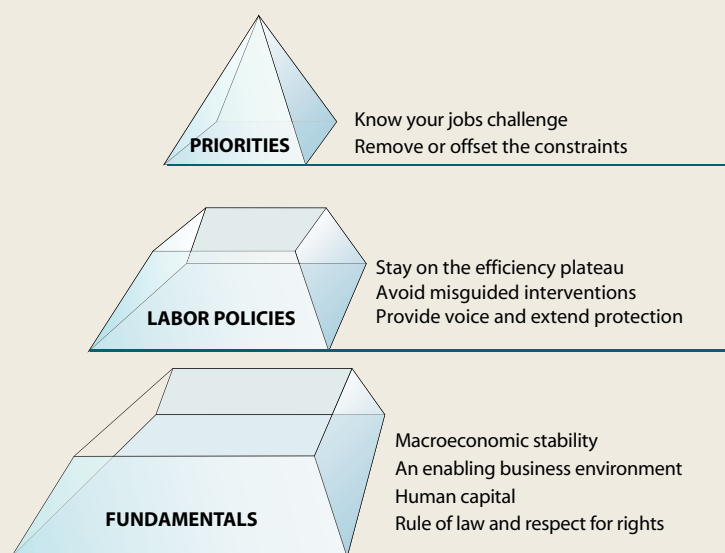 PRIORITIES
Know your jobs challenge
Remove or offset the constraints
LABOR POLICIES
Stay on the efficiency plateau
Avoid misguided interventions
Provide voice and extend protection
FUNDAMENTALS
Macroeconomic stability
An enabling business environment
Human capital
Rule of law and respect for rights